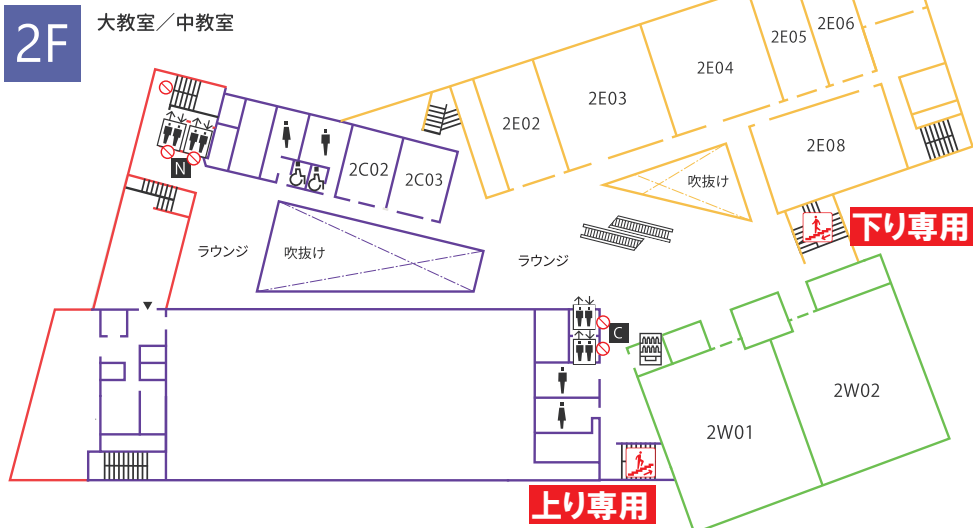 2F
大教室／中教室
2E06
2E05
2E04
2E03
2E02
2E08
N
2C02
2C03
吹抜け
下り専用
ラウンジ
吹抜け
ラウンジ
C
2W02
2W01
上り専用